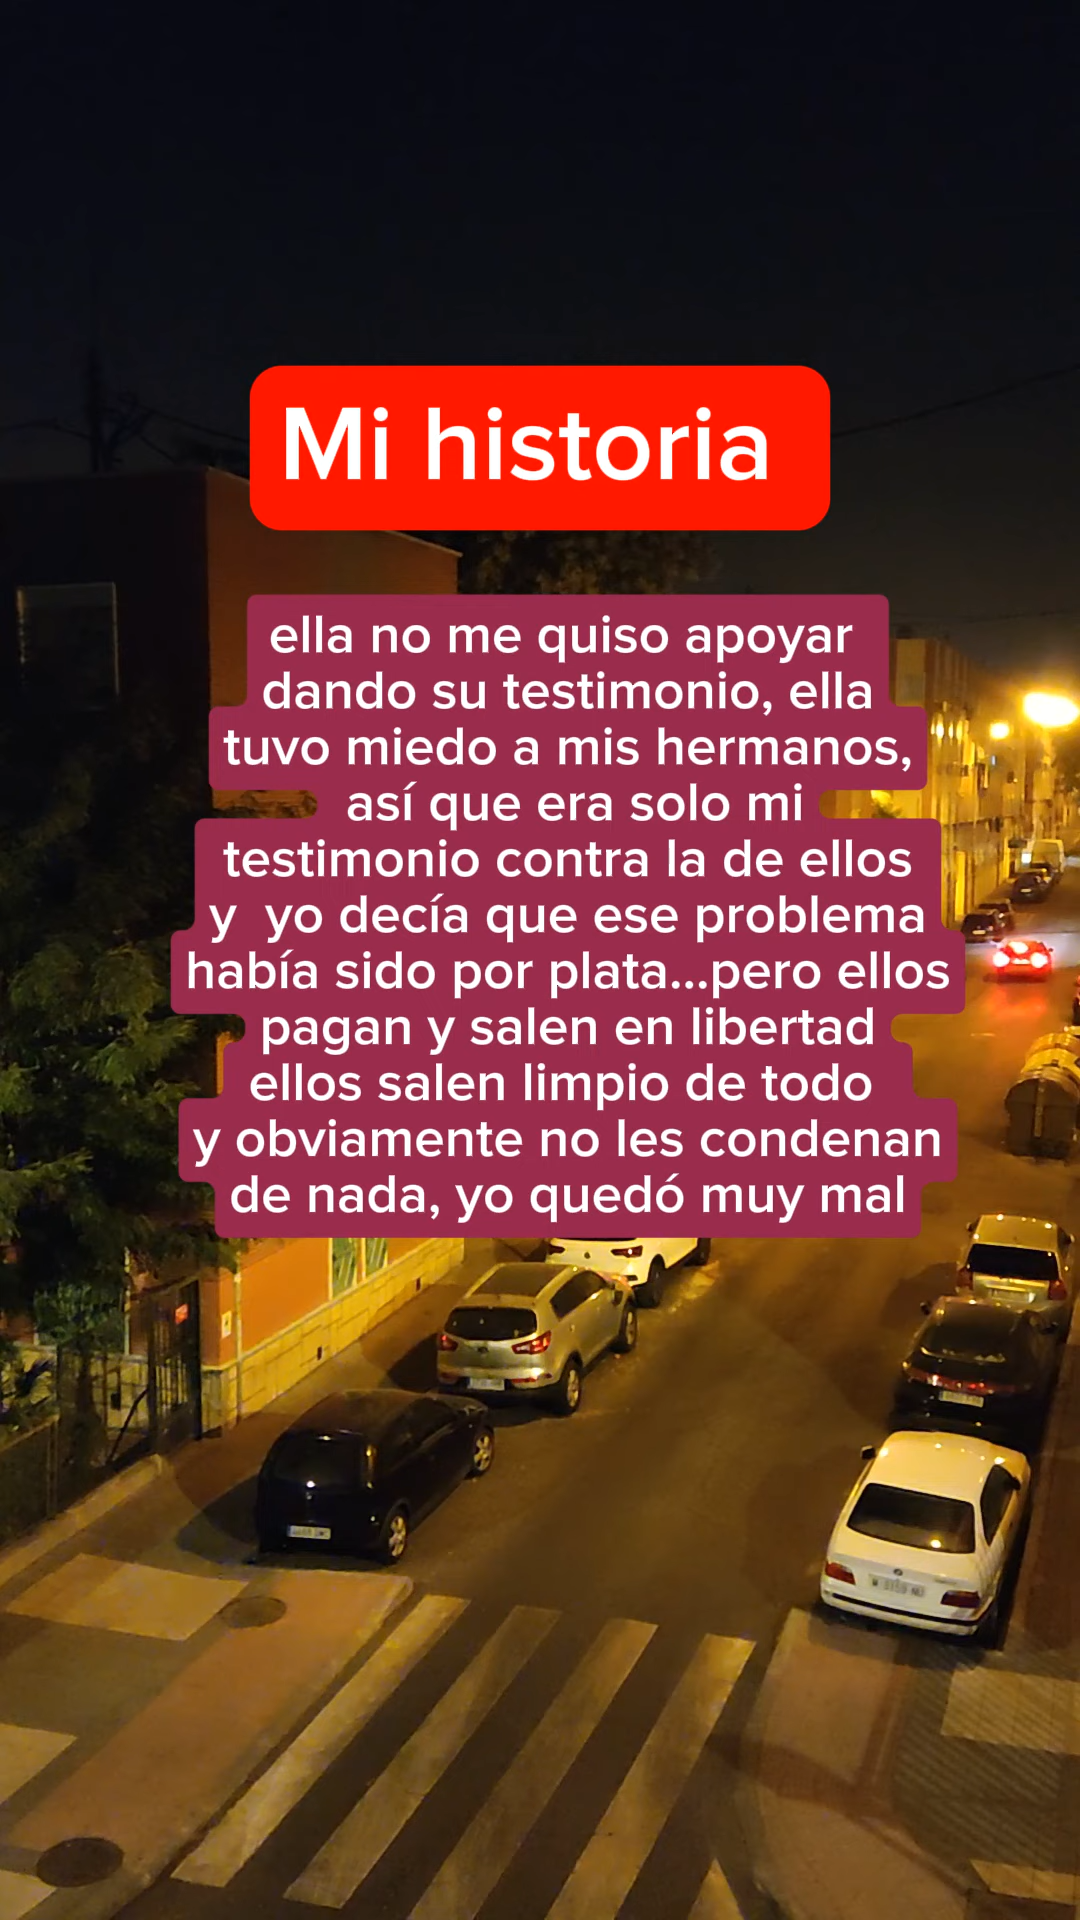 Mi historia
ella no me quiso apoyar
dando su testimonio, ella
tuvo miedo a mis hermanos,
así que era solo mi
testimonio contra la de ellos
y yo decía que ese problema
había sido por plata...pero ellos
pagan y salen en libertad
ellos salen limpio de todo
y obviamente no les condenan
de nada, yo quedó muy mal